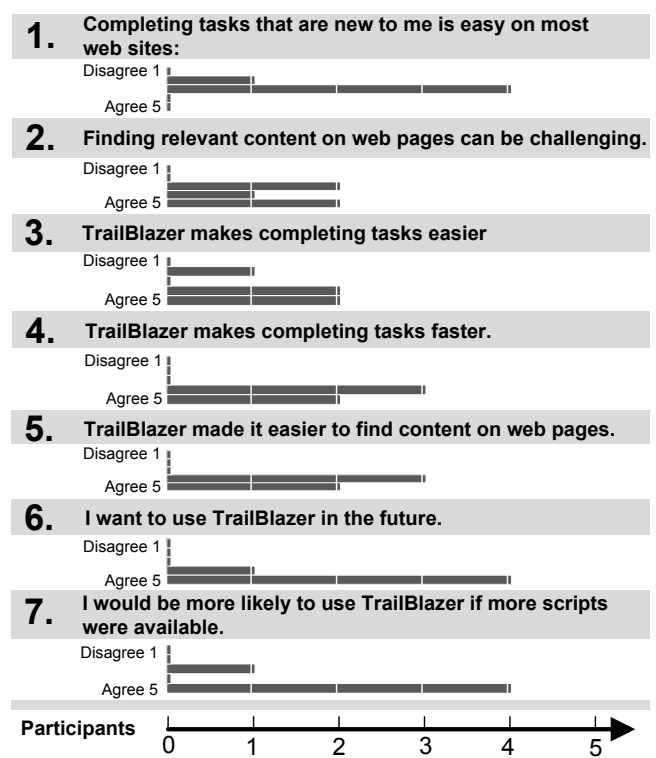 1. Completing tasks that are new to me is easy on most
web sites:
Disagree 1
Agree 5
2. Finding relevant content on web pages can be challenging.
Disagree 1
Agree 5
3. TrailBlazer makes completing tasks easier
Disagree 1
Agree 5
4. TrailBlazer makes completing tasks faster.
Disagree 1
Agree 5
5. TrailBlazer made it easier to find content on web pages.
Disagree 1
Agree 5
6. I want to use TrailBlazer in the future.
Disagree 1
Agree 5
7. I would be more likely to use TrailBlazer if more scripts
were available.
Disagree 1
Agree 5
Participants
0 1 2 3 4 5